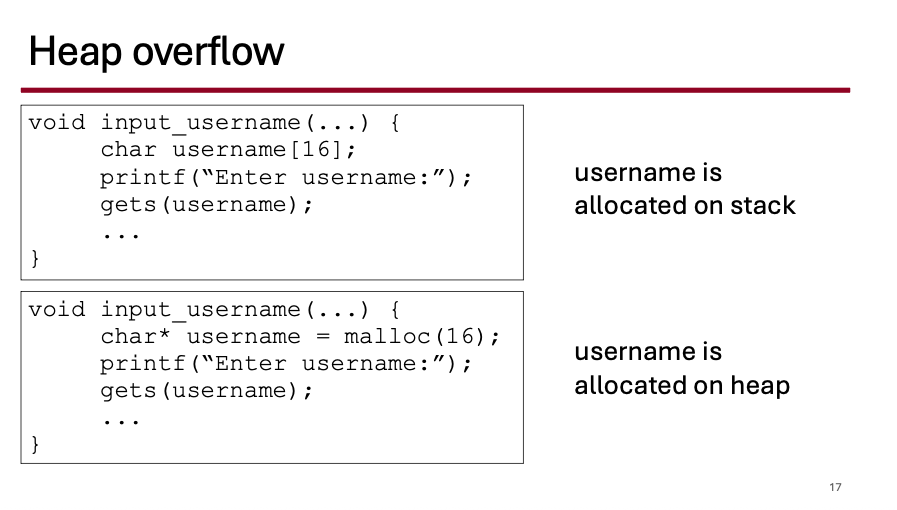 Heap overflow
void input_username(...) {
char username[16];
printf(“Enter username:”);
gets(username);
...
}
username is
allocated on stack
void input_username(...) {
char* username = malloc(16);
printf(“Enter username:”);
gets(username);
...
}
username is
allocated on heap
17